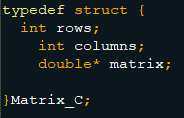 typedef struct {
  int rows;
    int columns;
    double* matrix;

}Matrix_C;